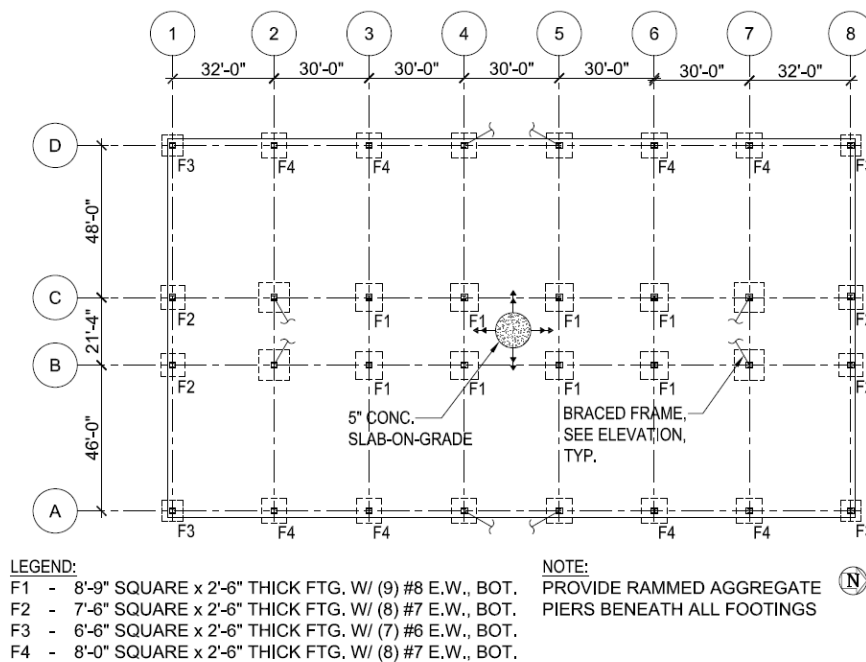 1 2 3 4 5 6 7 8
32'-0" 30'-0" 30'-0" 30'-0" 30'-0" 30'-0" 32'-0"
D
F3 F4 F4 F4 F4 F
48'-0"
C
F2 F1 F1 F1 F1 F
21'-4"
B
F2 F1 F1 F1 F1 F
5" CONC.
SLAB-ON-GRADE
BRACED FRAME,
SEE ELEVATION,
TYP.
46'-0"
A
F3 F4 F4 F4 F4 F
LEGEND:
F1 - 8'-9" SQUARE x 2'-6" THICK FTG. W/ (9) #8 E.W., BOT.
F2 - 7'-6" SQUARE x 2'-6" THICK FTG. W/ (8) #7 E.W., BOT.
F3 - 6'-6" SQUARE x 2'-6" THICK FTG. W/ (7) #6 E.W., BOT.
F4 - 8'-0" SQUARE x 2'-6" THICK FTG. W/ (8) #7 E.W., BOT.
NOTE:
PROVIDE RAMMED AGGREGATE
PIERS BENEATH ALL FOOTINGS
N